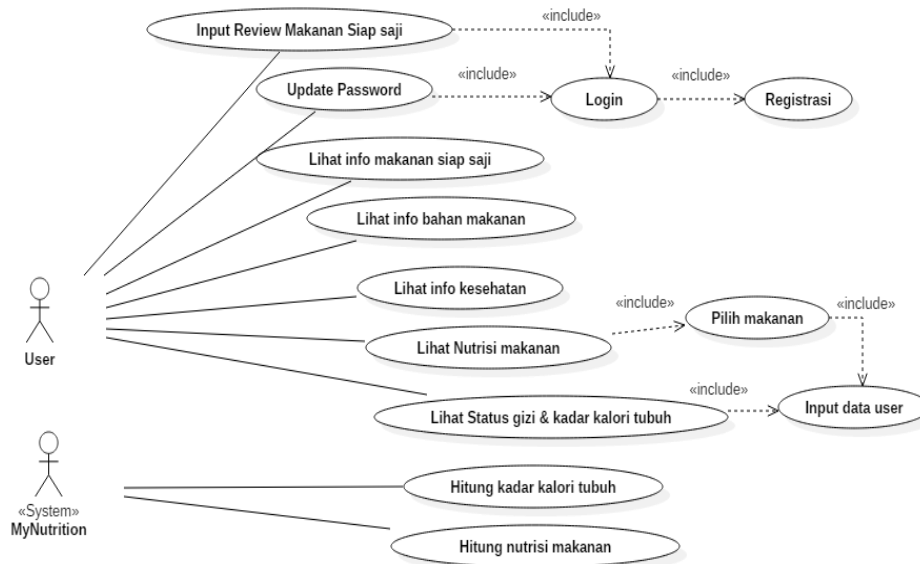 «include»
Input Review Makanan Siap saji
«include»
«include»
Update Password
Login
Registrasi
Lihat info makanan siap saji
Lihat info bahan makanan
Lihat info kesehatan
«include»
«include»
Pilih makanan
Lihat Nutrisi makanan
User
«include»
Input data user
Lihat Status gizi & kadar kalori tubuh
Hitung kadar kalori tubuh
«System»
MyNutrition
Hitung nutrisi makanan